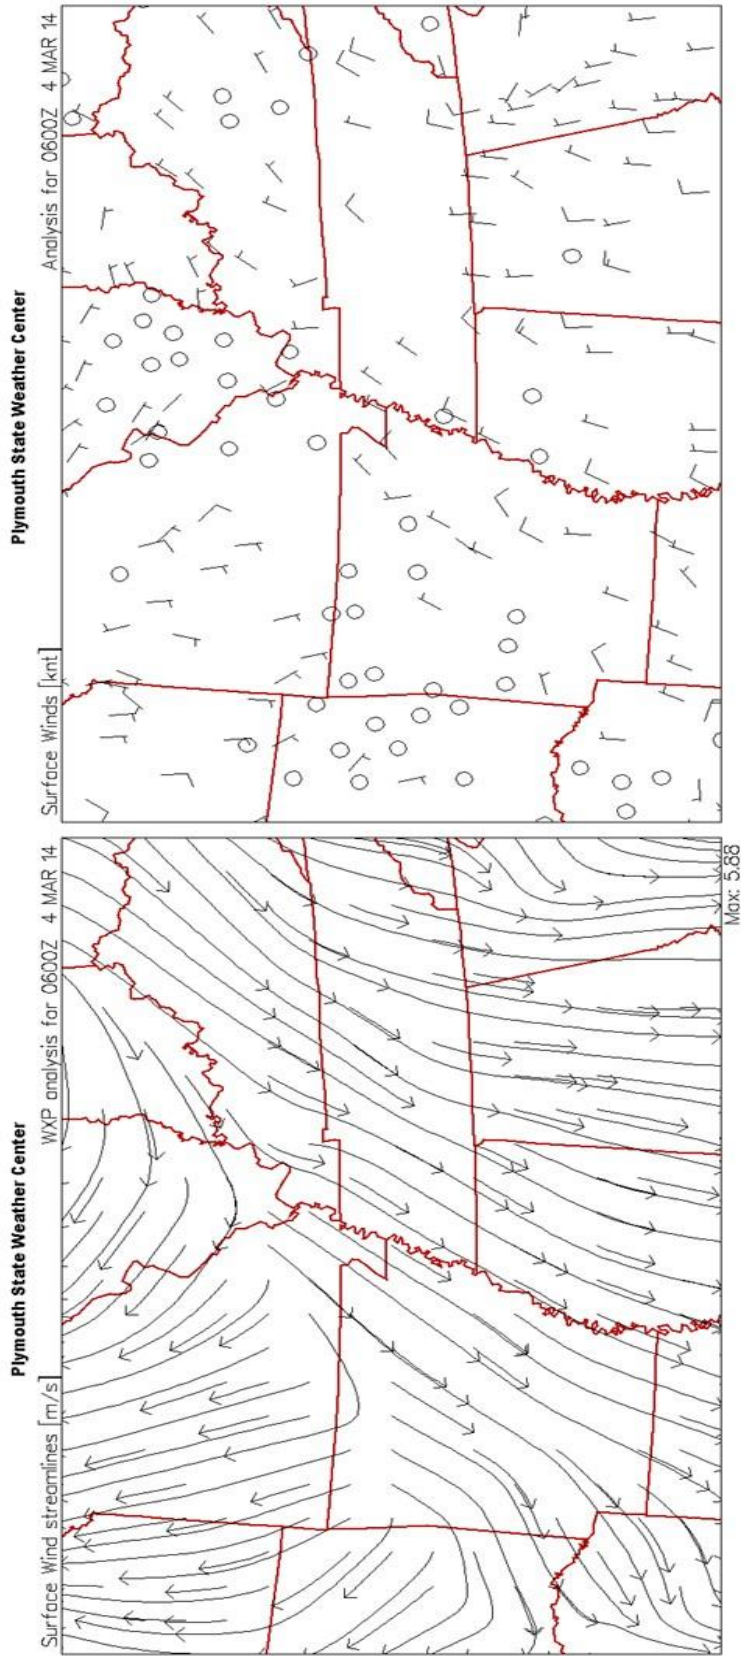 Plymouth State Weather Center
Surface Wind streamlines [m/s]
WXP analysis for 0600Z 4 MAR 14
Max: 5.88
Plymouth State Weather Center
Surface Winds [knt]
Analysis for 0600Z 4 MAR 14